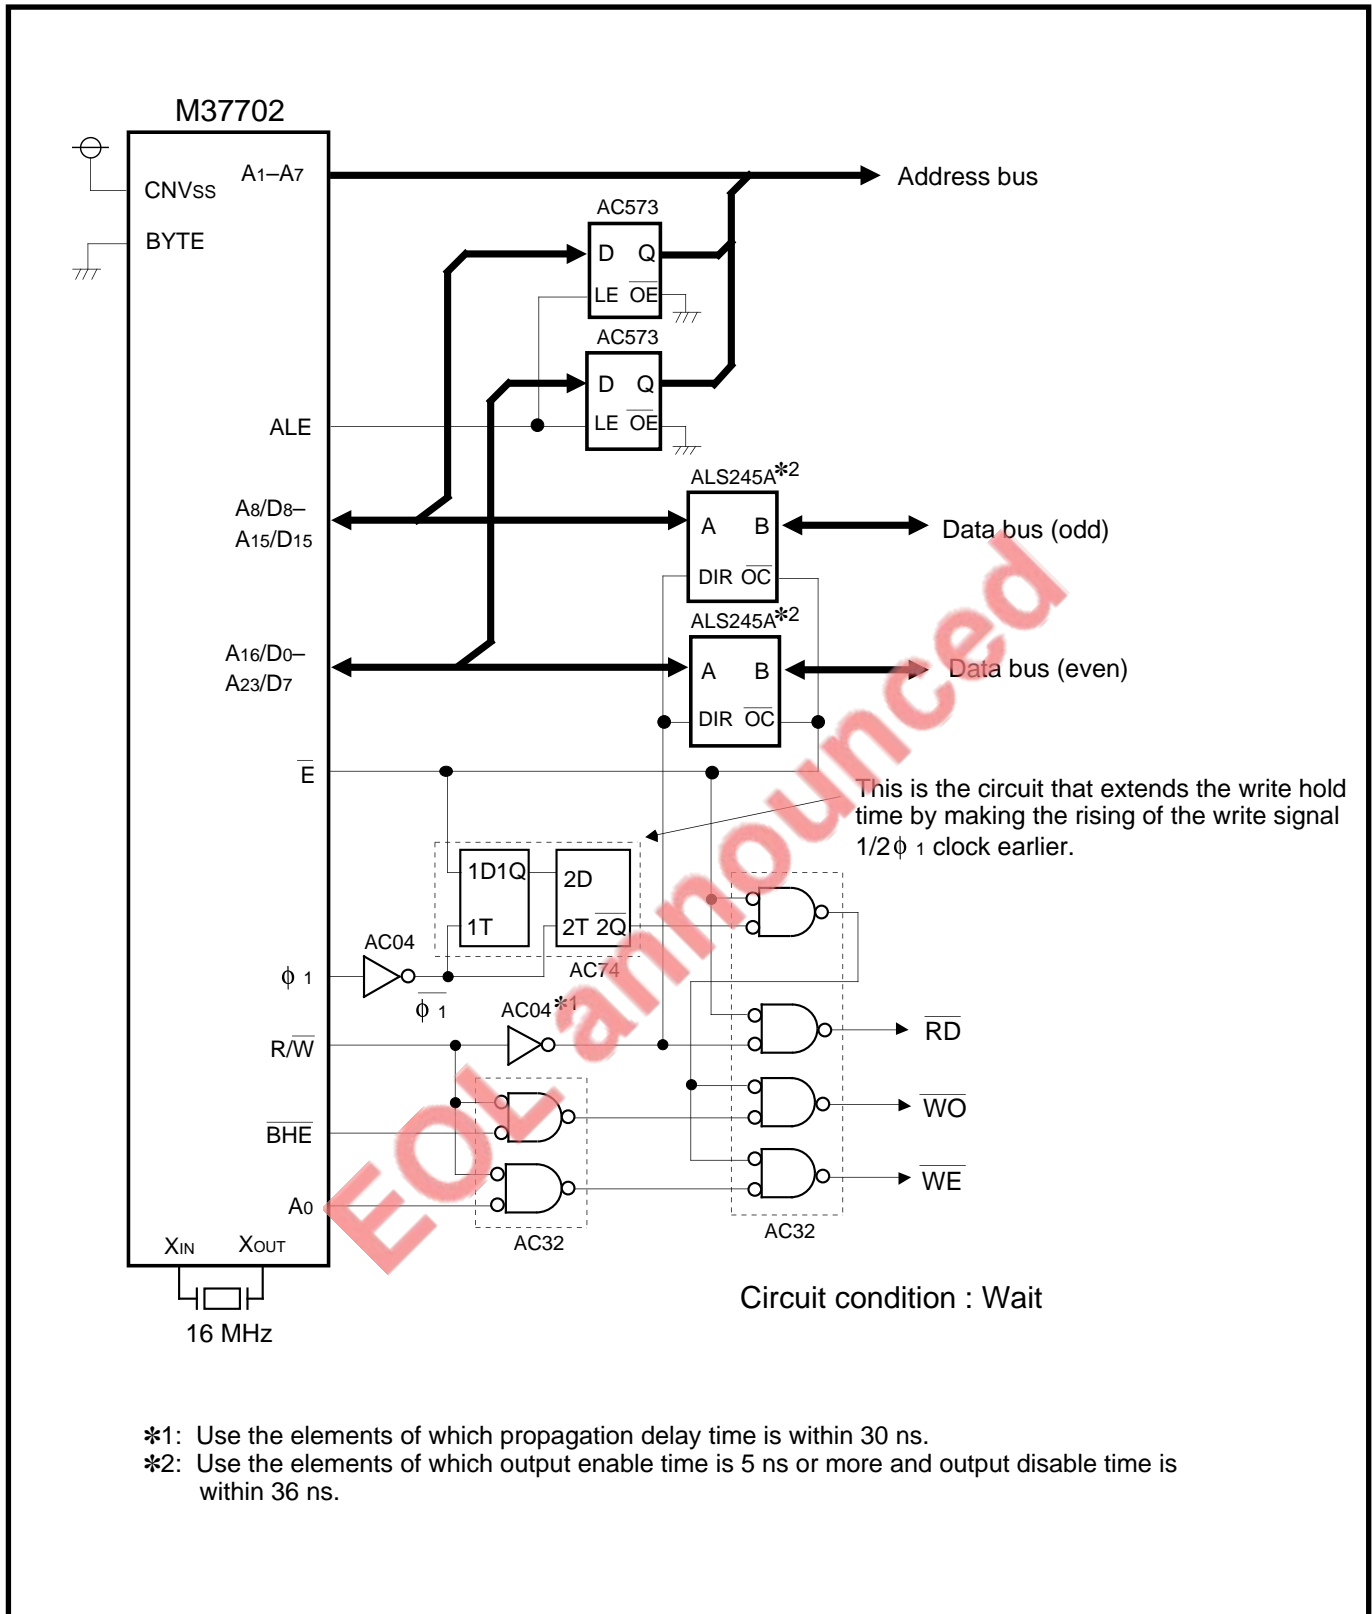 M37702
CNVSS
A1–A7
Address bus
BYTE
AC573
D Q
LE OE
AC573
D Q
LE OE
ALE
ALS245A*2
A8/D8–
A15/D15
A B
DIR OC
Data bus (odd)
ALS245A*2
A16/D0–
A23/D7
A B
DIR OC
Data bus (even)
E
This is the circuit that extends the write hold
time by making the rising of the write signal
1/2ϕ 1 clock earlier.
1D1Q
1T
2D
2T 2Q
AC74
AC04
ϕ 1
ϕ 1
AC04*1
R/W
RD
BHE
WO
A0
WE
AC32
AC32
XIN XOUT
16 MHz
Circuit condition : Wait
*1: Use the elements of which propagation delay time is within 30 ns.
*2: Use the elements of which output enable time is 5 ns or more and output disable time is
within 36 ns.
EOL announced